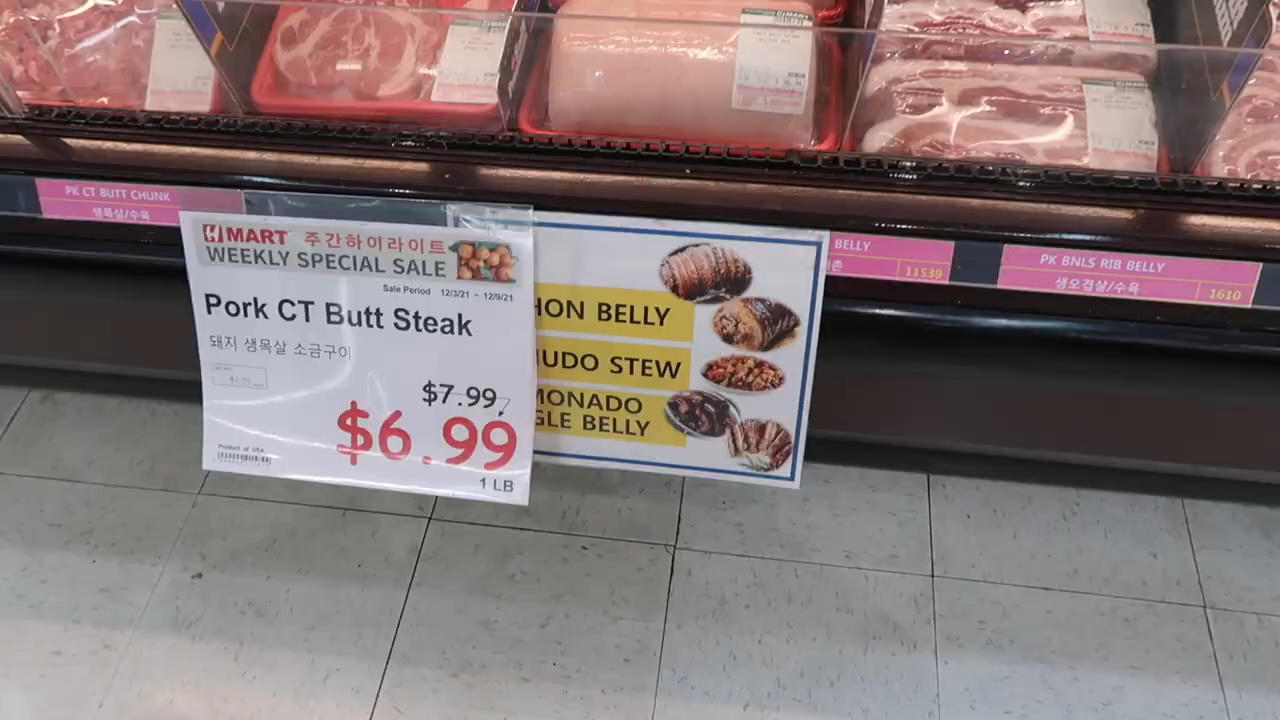 PK CT BUTT CHUNK
생목살/수육
H MART 주간하이라이트
WEEKLY SPECIAL SALE
Sale Period 12/3/21 - 12/9/21
Pork CT Butt Steak
돼지 생목살 소금구이
$7.99
$6.99
1 LB
Product of USA
HON BELLY
UDO STEW
MONADO
GLE BELLY
BELLY
11539
PK BNLS RIB BELLY
생오겹살/수육
1610